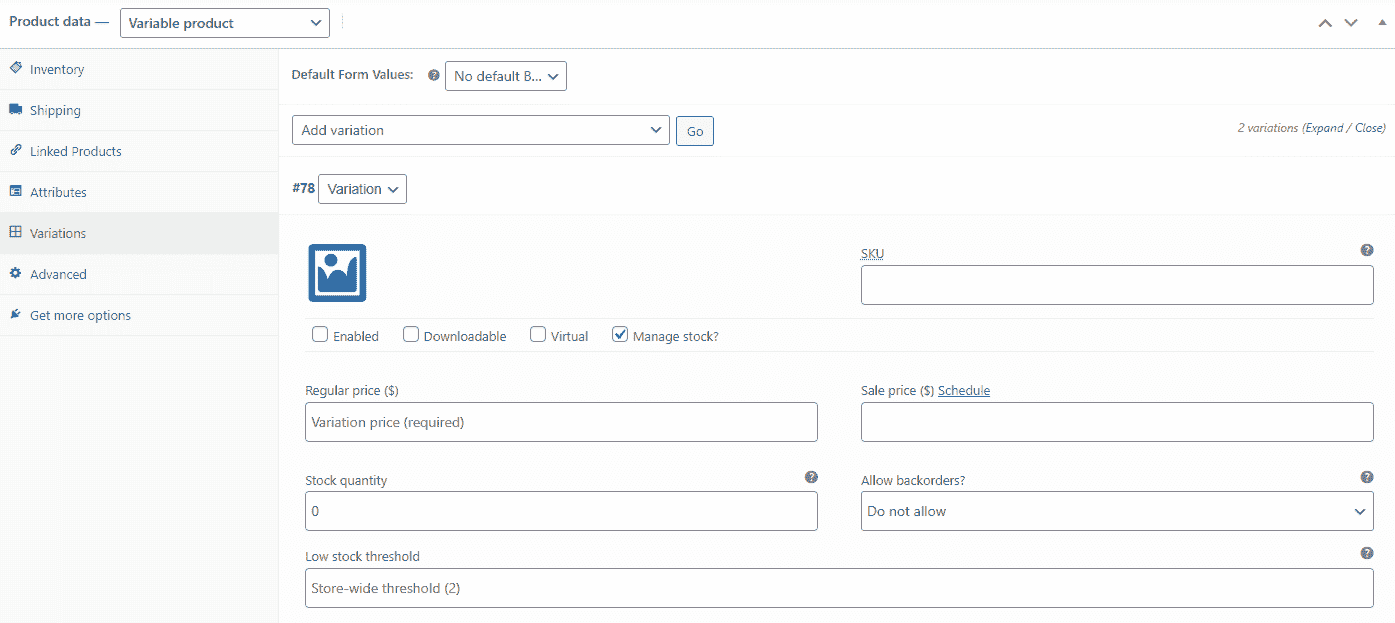 Product data — Variable product
Inventory
Shipping
Linked Products
Attributes
Variations
Advanced
Get more options
Default Form Values: No default B...
Add variation Go 2 variations (Expand / Close)
#78 Variation
SKU
Enabled Downloadable Virtual Manage stock?
Regular price ($) Sale price ($) Schedule
Variation price (required)
Stock quantity Allow backorders?
0 Do not allow
Low stock threshold
Store-wide threshold (2)